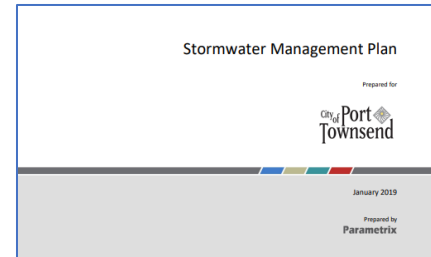 Stormwater Management Plan
Prepared for
City of Port
Townsend
January 2019
Prepared by
Parametrix